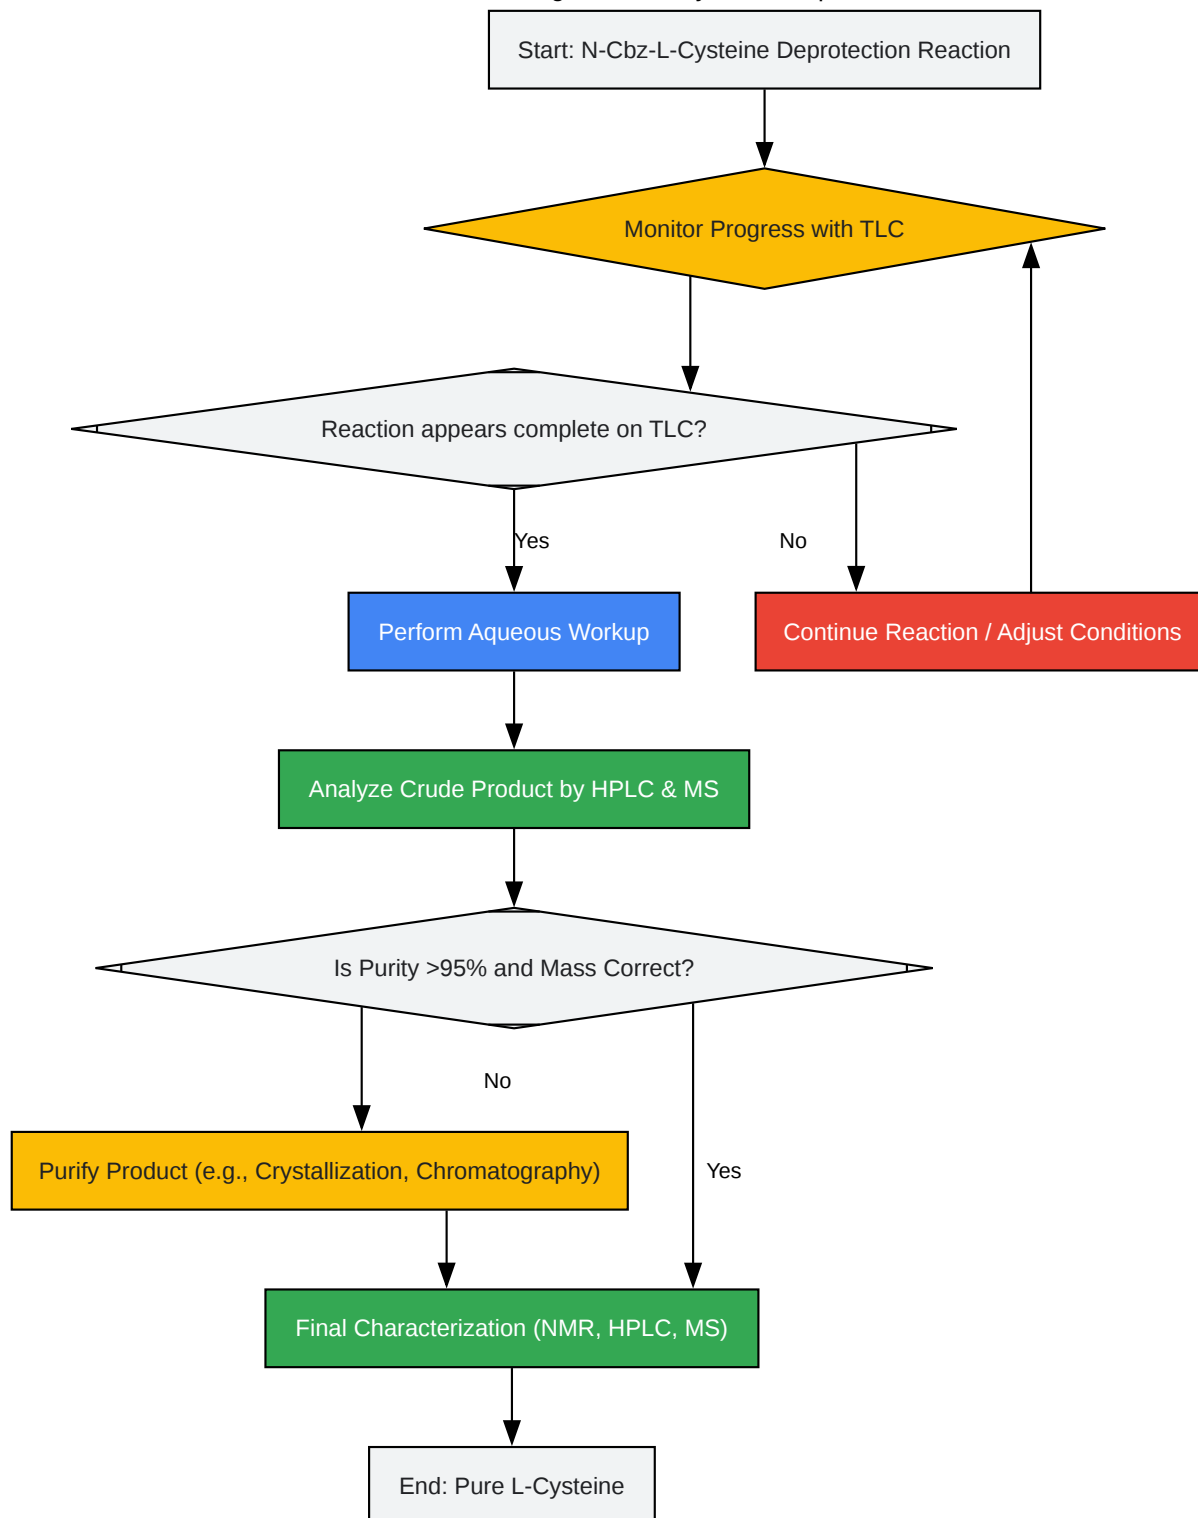 Start: N-Cbz-L-Cysteine Deprotection Reaction
Monitor Progress with TLC
Reaction appears complete on TLC?
Yes
No
Perform Aqueous Workup
Continue Reaction / Adjust Conditions
Analyze Crude Product by HPLC & MS
Is Purity >95% and Mass Correct?
No
Purify Product (e.g., Crystallization, Chromatography)
Yes
Final Characterization (NMR, HPLC, MS)
End: Pure L-Cysteine